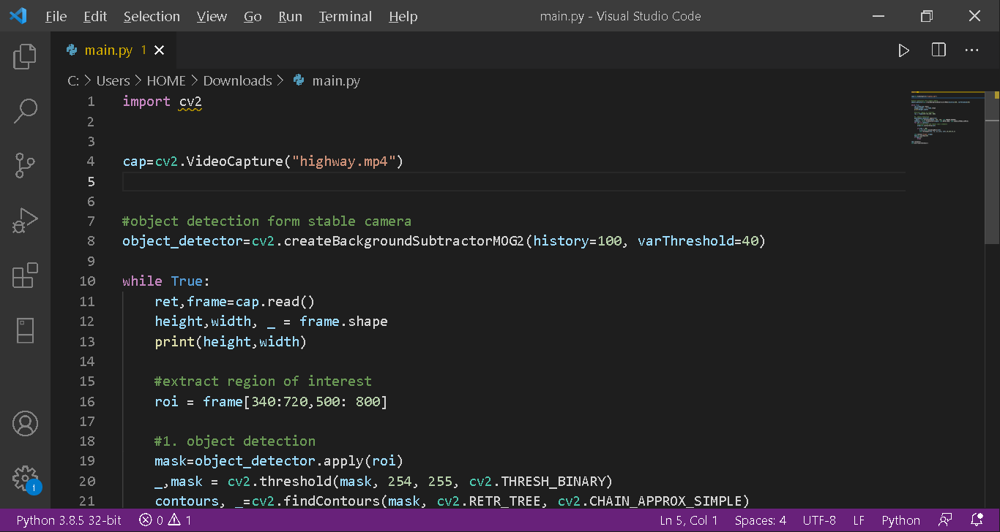 File Edit Selection View Go Run Terminal Help main.py - Visual Studio Code
main.py 1
C: > Users > HOME > Downloads > main.py
1 import cv2
2
3
4 cap=cv2.VideoCapture("highway.mp4")
5
6
7 #object detection form stable camera
8 object_detector=cv2.createBackgroundSubtractorMOG2(history=100, varThreshold=40)
9
10 while True:
11 ret,frame=cap.read()
12 height,width, _ = frame.shape
13 print(height,width)
14
15 #extract region of interest
16 roi = frame[340:720,500: 800]
17
18 #1. object detection
19 mask=object_detector.apply(roi)
20 _,mask = cv2.threshold(mask, 254, 255, cv2.THRESH_BINARY)
21 contours, _=cv2.findContours(mask, cv2.RETR_TREE, cv2.CHAIN_APPROX_SIMPLE)
1
Python 3.8.5 32-bit 0 1 Ln 5, Col 1 Spaces: 4 UTF-8 LF Python